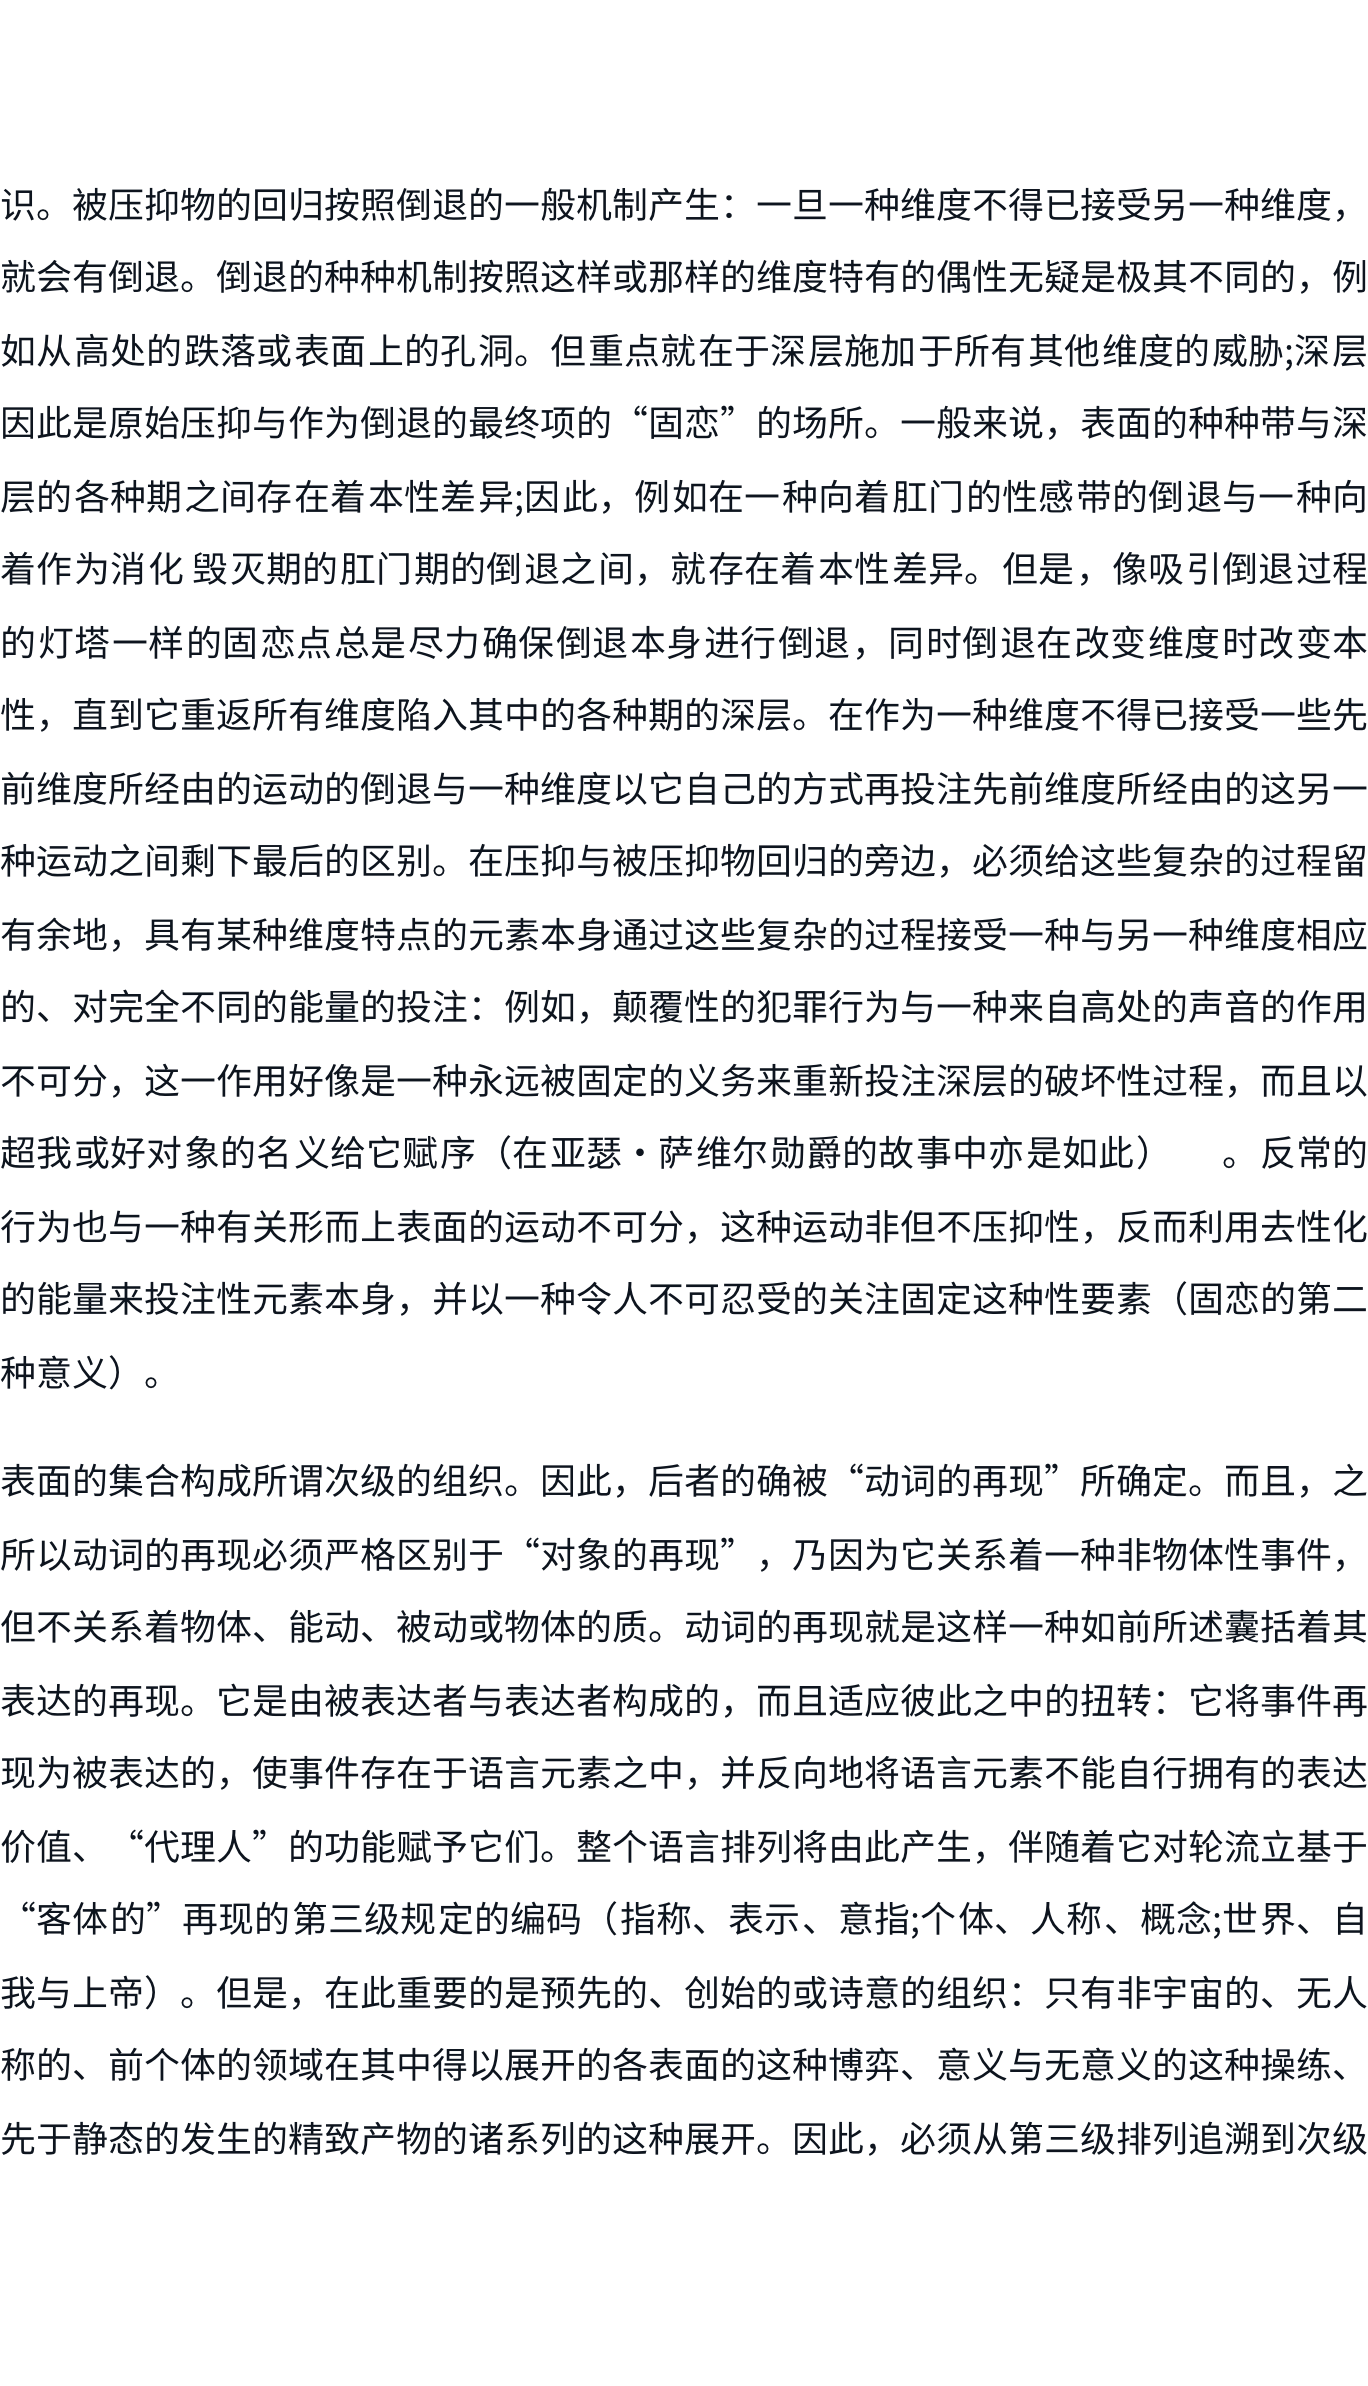 识。被压抑物的回归按照倒退的一般机制产生：一旦一种维度不得已接受另一种维度，
就会有倒退。倒退的种种机制按照这样或那样的维度特有的偶性无疑是极其不同的，例
如从高处的跌落或表面上的孔洞。但重点就在于深层施加于所有其他维度的威胁;深层
因此是原始压抑与作为倒退的最终项的“固恋”的场所。一般来说，表面的种种带与深
层的各种期之间存在着本性差异;因此，例如在一种向着肛门的性感带的倒退与一种向
着作为消化 毁灭期的肛门期的倒退之间，就存在着本性差异。但是，像吸引倒退过程
的灯塔一样的固恋点总是尽力确保倒退本身进行倒退，同时倒退在改变维度时改变本
性，直到它重返所有维度陷入其中的各种期的深层。在作为一种维度不得已接受一些先
前维度所经由的运动的倒退与一种维度以它自己的方式再投注先前维度所经由的这另一
种运动之间剩下最后的区别。在压抑与被压抑物回归的旁边，必须给这些复杂的过程留
有余地，具有某种维度特点的元素本身通过这些复杂的过程接受一种与另一种维度相应
的、对完全不同的能量的投注：例如，颠覆性的犯罪行为与一种来自高处的声音的作用
不可分，这一作用好像是一种永远被固定的义务来重新投注深层的破坏性过程，而且以
超我或好对象的名义给它赋序（在亚瑟·萨维尔勋爵的故事中亦是如此） 。反常的
行为也与一种有关形而上表面的运动不可分，这种运动非但不压抑性，反而利用去性化
的能量来投注性元素本身，并以一种令人不可忍受的关注固定这种性要素（固恋的第二
种意义）。
表面的集合构成所谓次级的组织。因此，后者的确被“动词的再现”所确定。而且，之
所以动词的再现必须严格区别于“对象的再现”，乃因为它关系着一种非物体性事件，
但不关系着物体、能动、被动或物体的质。动词的再现就是这样一种如前所述囊括着其
表达的再现。它是由被表达者与表达者构成的，而且适应彼此之中的扭转：它将事件再
现为被表达的，使事件存在于语言元素之中，并反向地将语言元素不能自行拥有的表达
价值、“代理人”的功能赋予它们。整个语言排列将由此产生，伴随着它对轮流立基于
“客体的”再现的第三级规定的编码（指称、表示、意指;个体、人称、概念;世界、自
我与上帝）。但是，在此重要的是预先的、创始的或诗意的组织：只有非宇宙的、无人
称的、前个体的领域在其中得以展开的各表面的这种博弈、意义与无意义的这种操练、
先于静态的发生的精致产物的诸系列的这种展开。因此，必须从第三级排列追溯到次级